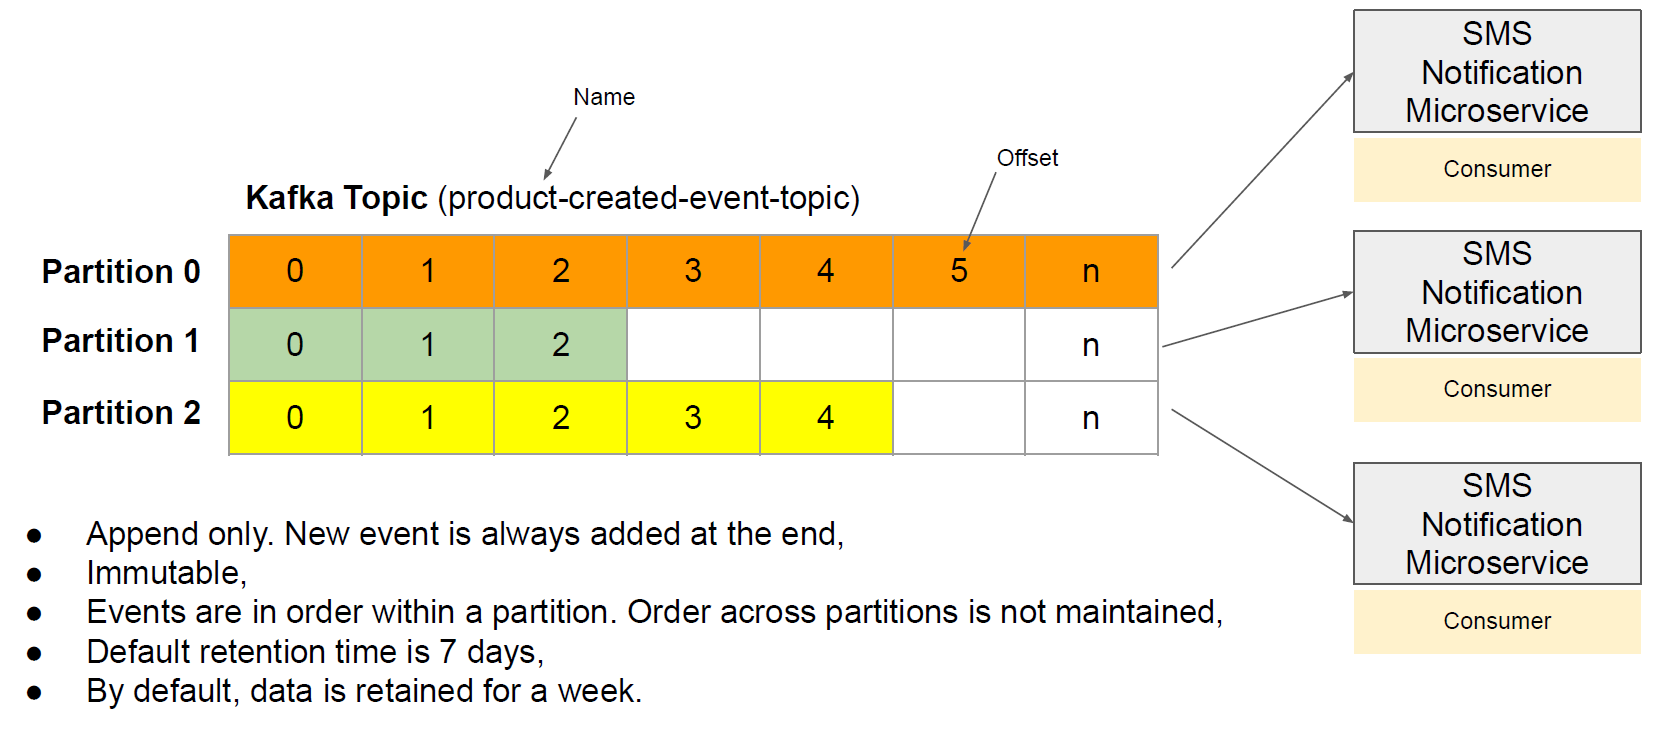 Name
Offset
Kafka Topic (product-created-event-topic)
Partition 0 0 1 2 3 4 5 n
Partition 1 0 1 2 n
Partition 2 0 1 2 3 4 n
SMS
Notification
Microservice
Consumer
SMS
Notification
Microservice
Consumer
SMS
Notification
Microservice
Consumer
● Append only. New event is always added at the end,
● Immutable,
● Events are in order within a partition. Order across partitions is not maintained,
● Default retention time is 7 days,
● By default, data is retained for a week.